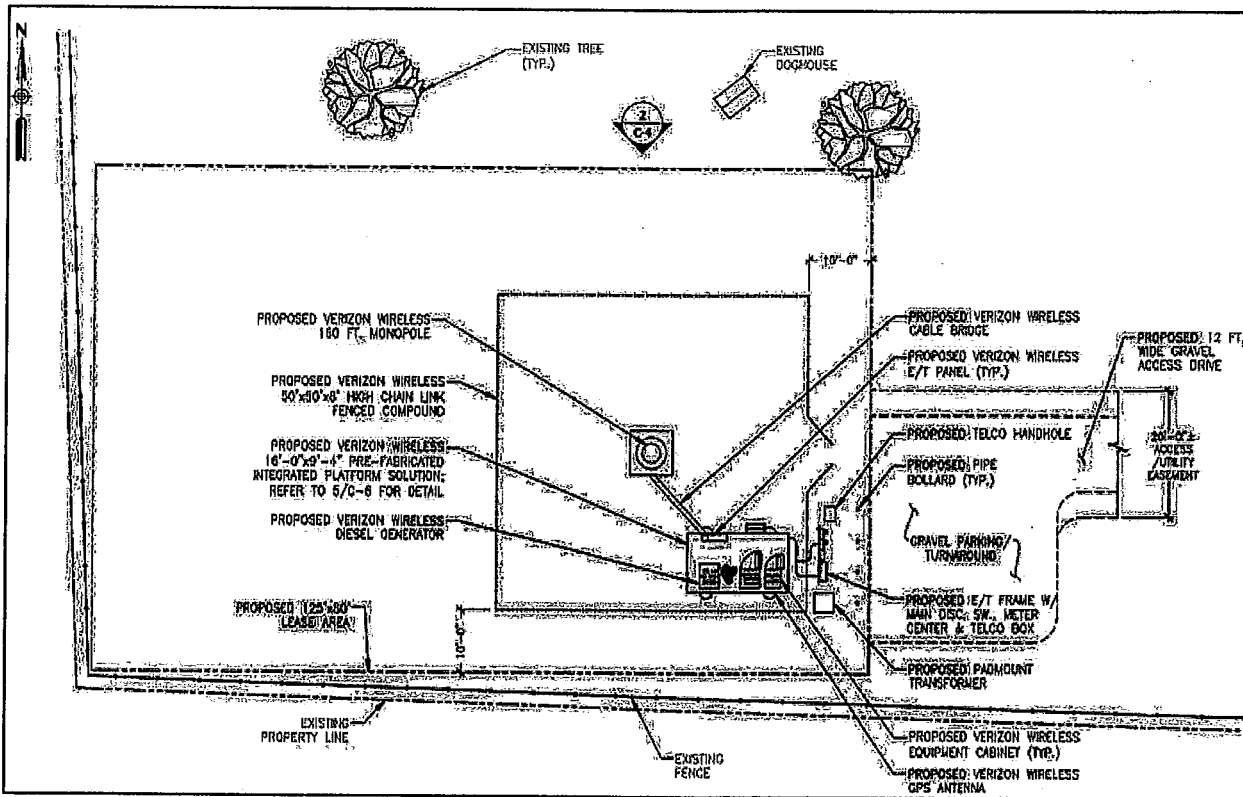 N
EXISTING TREE
(TYP.)
EXISTING
DOGHOUSE
2
C-4
10'-0"
PROPOSED VERIZON WIRELESS
180 FT. MONOPOLE
PROPOSED VERIZON WIRELESS
CABLE BRIDGE
PROPOSED VERIZON WIRELESS
E/T PANEL (TYP.)
PROPOSED 12 FT.
WIDE GRAVEL
ACCESS DRIVE
PROPOSED VERIZON WIRELESS
50'x50'x8' HIGH CHAIN LINK
FENCED COMPOUND
PROPOSED VERIZON WIRELESS
16'-0"x9'-4" PRE-FABRICATED
INTEGRATED PLATFORM SOLUTION;
REFER TO 5/C-6 FOR DETAIL
PROPOSED TELCO HANDHOLE
PROPOSED PIPE
BOLLARD (TYP.)
20'-0"±
ACCESS
/UTILITY
EASEMENT
PROPOSED VERIZON WIRELESS
DIESEL GENERATOR
GRAVEL PARKING/
TURNAROUND
PROPOSED E/T FRAME W/
MAIN DISC. SW., METER
CENTER & TELCO BOX
PROPOSED 125'x80'
LEASE AREA
10'-0"
PROPOSED PADMOUNT
TRANSFORMER
EXISTING
PROPERTY LINE
EXISTING
FENCE
PROPOSED VERIZON WIRELESS
EQUIPMENT CABINET (TYP.)
PROPOSED VERIZON WIRELESS
GPS ANTENNA